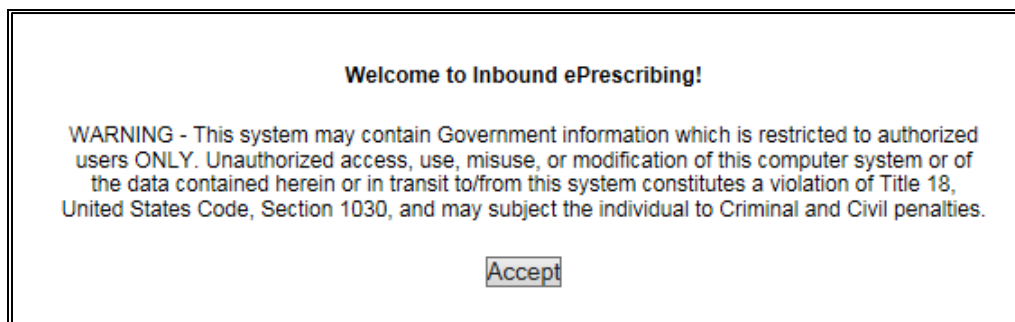 Welcome to Inbound ePrescribing!
WARNING - This system may contain Government information which is restricted to authorized
users ONLY. Unauthorized access, use, misuse, or modification of this computer system or of
the data contained herein or in transit to/from this system constitutes a violation of Title 18,
United States Code, Section 1030, and may subject the individual to Criminal and Civil penalties.
Accept